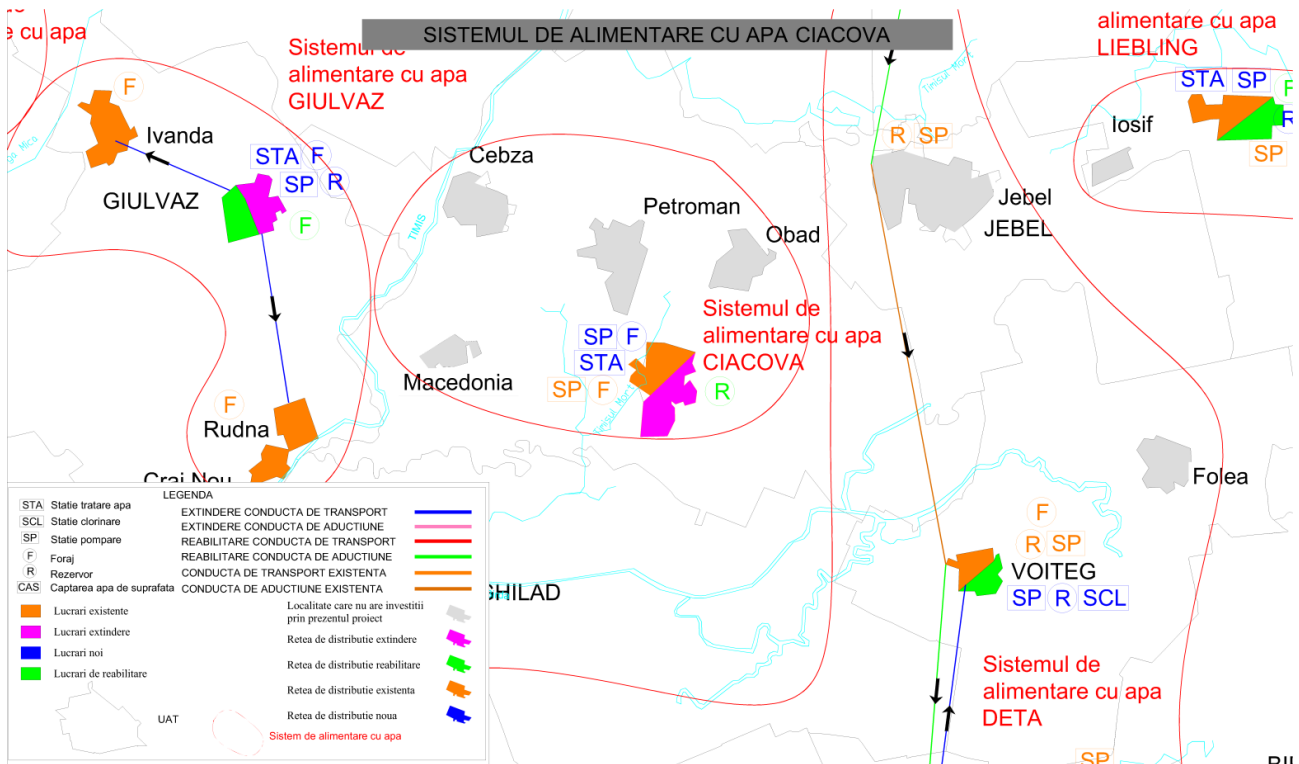 SISTEMUL DE ALIMENTARE CU APA CIACOVA
e cu apa
Sistemul de
alimentare cu apa
GIULVAZ
alimentare cu apa
LIEBLING
STA SP F
R
SP
Iosif
F
Ivanda
GIULVAZ
STA F
SP R
F
Cebza
TIMIS
Petroman
Obad
R SP
Jebel
JEBEL
Timisul Mort
Sistemul de
alimentare cu apa
CIACOVA
SP F
STA
SP F
R
Timisul Mort
Macedonia
F
Rudna
Crai Nou
Folea
F
R SP
VOITEG
SP R SCL
GHILAD
Sistemul de
alimentare cu apa
DETA
SP
LEGENDA
STA Statie tratare apa
SCL Statie clorinare
SP Statie pompare
F Foraj
R Rezervor
CAS Captarea apa de suprafata
EXTINDERE CONDUCTA DE TRANSPORT
EXTINDERE CONDUCTA DE ADUCTIUNE
REABILITARE CONDUCTA DE TRANSPORT
REABILITARE CONDUCTA DE ADUCTIUNE
CONDUCTA DE TRANSPORT EXISTENTA
CONDUCTA DE ADUCTIUNE EXISTENTA
Lucrari existente
Lucrari extindere
Lucrari noi
Lucrari de reabilitare
Localitate care nu are investitii
prin prezentul proiect
Retea de distributie extindere
Retea de distributie reabilitare
Retea de distributie existenta
Retea de distributie noua
UAT
Sistem de alimentare cu apa